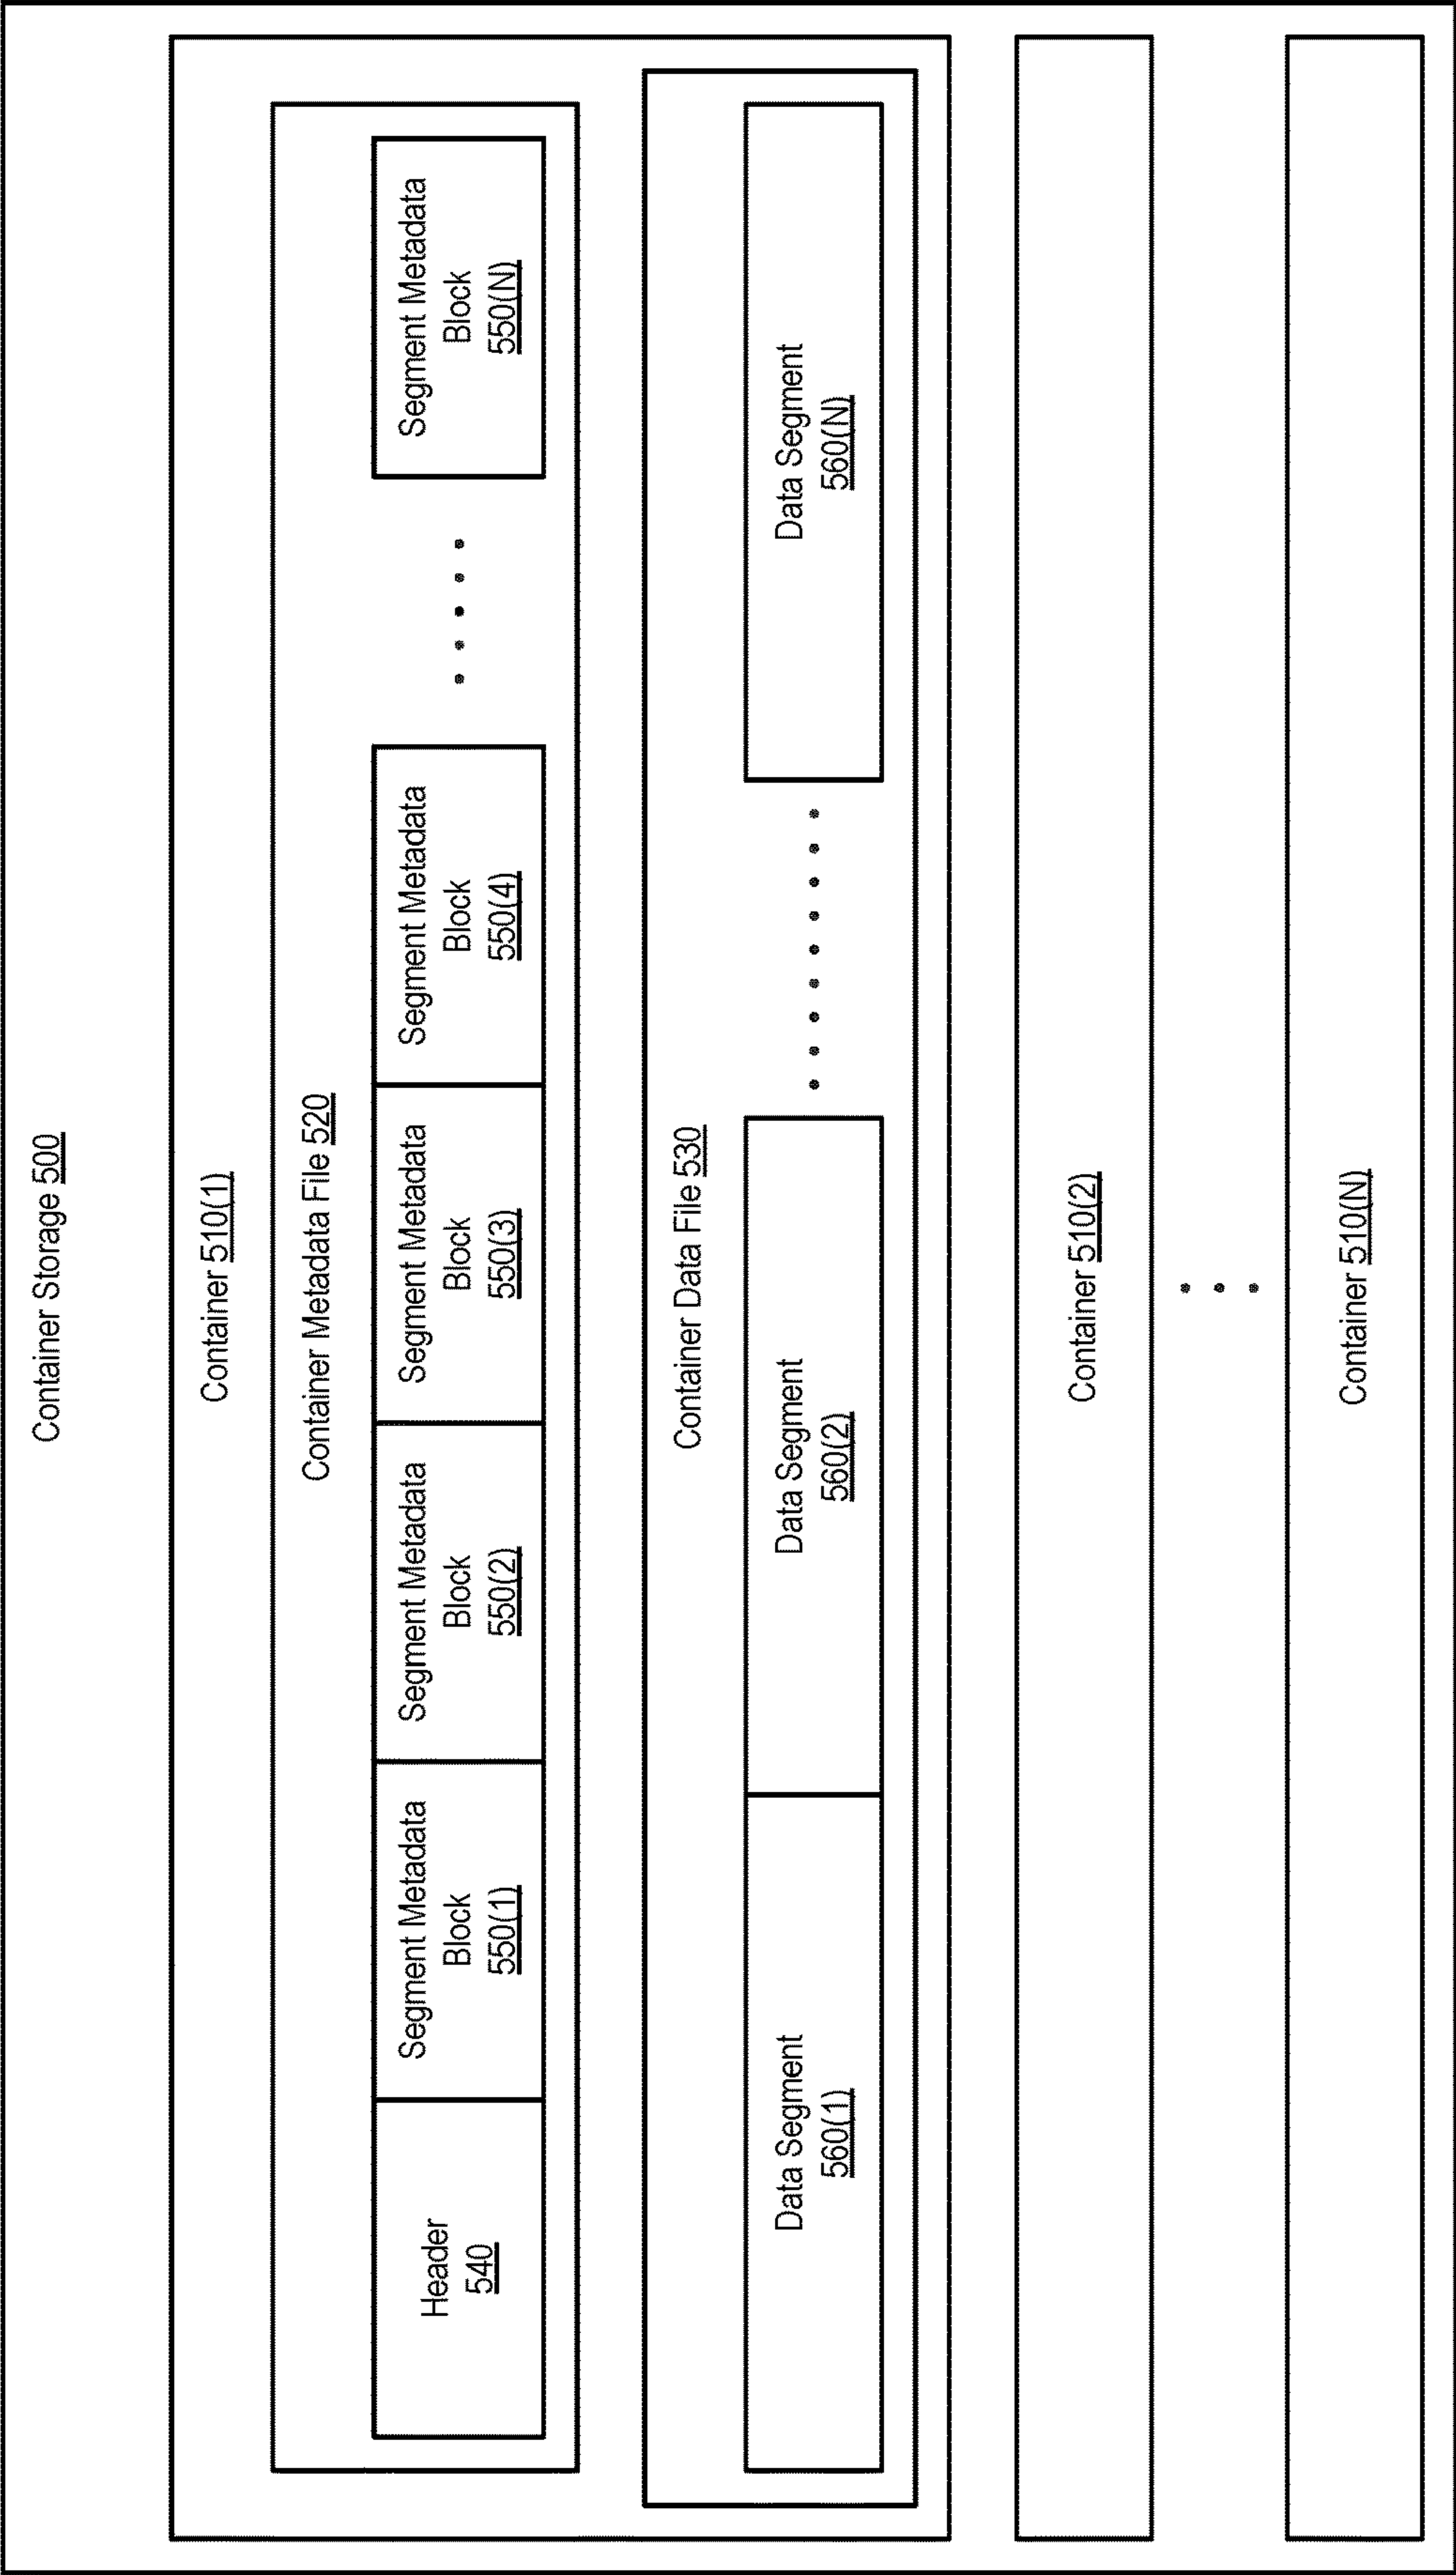 Container Storage 500
Container 510(1)
Container Metadata File 520
Header
540
Segment Metadata
Block
550(1)
Segment Metadata
Block
550(2)
Segment Metadata
Block
550(3)
Segment Metadata
Block
550(4)
Segment Metadata
Block
550(N)
Container Data File 530
Data Segment
560(1)
Data Segment
560(2)
Data Segment
560(N)
Container 510(2)
Container 510(N)